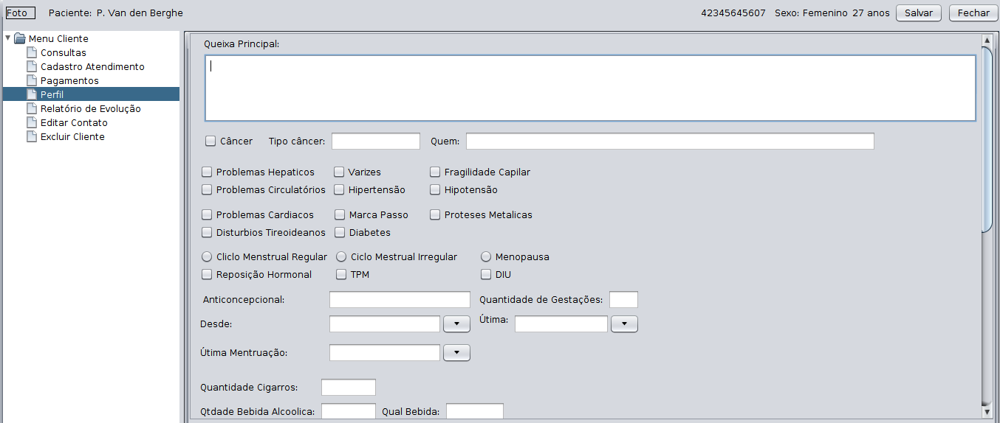 Foto Paciente: P. Van den Berghe 42345645607 Sexo: Femenino 27 anos Salvar Fechar
Menu Cliente
Consultas
Cadastro Atendimento
Pagamentos
Perfil
Relatório de Evolução
Editar Contato
Excluir Cliente
Queixa Principal:
Câncer Tipo câncer: Quem:
Problemas Hepaticos Varizes Fragilidade Capilar
Problemas Circulatórios Hipertensão Hipotensão
Problemas Cardiacos Marca Passo Proteses Metalicas
Disturbios Tireoideanos Diabetes
Cliclo Menstrual Regular Ciclo Mestrual Irregular Menopausa
Reposição Hormonal TPM DIU
Anticoncepcional: Quantidade de Gestações:
Desde: Útima:
Útima Mentruação:
Quantidade Cigarros:
Qtdade Bebida Alcoolica: Qual Bebida: